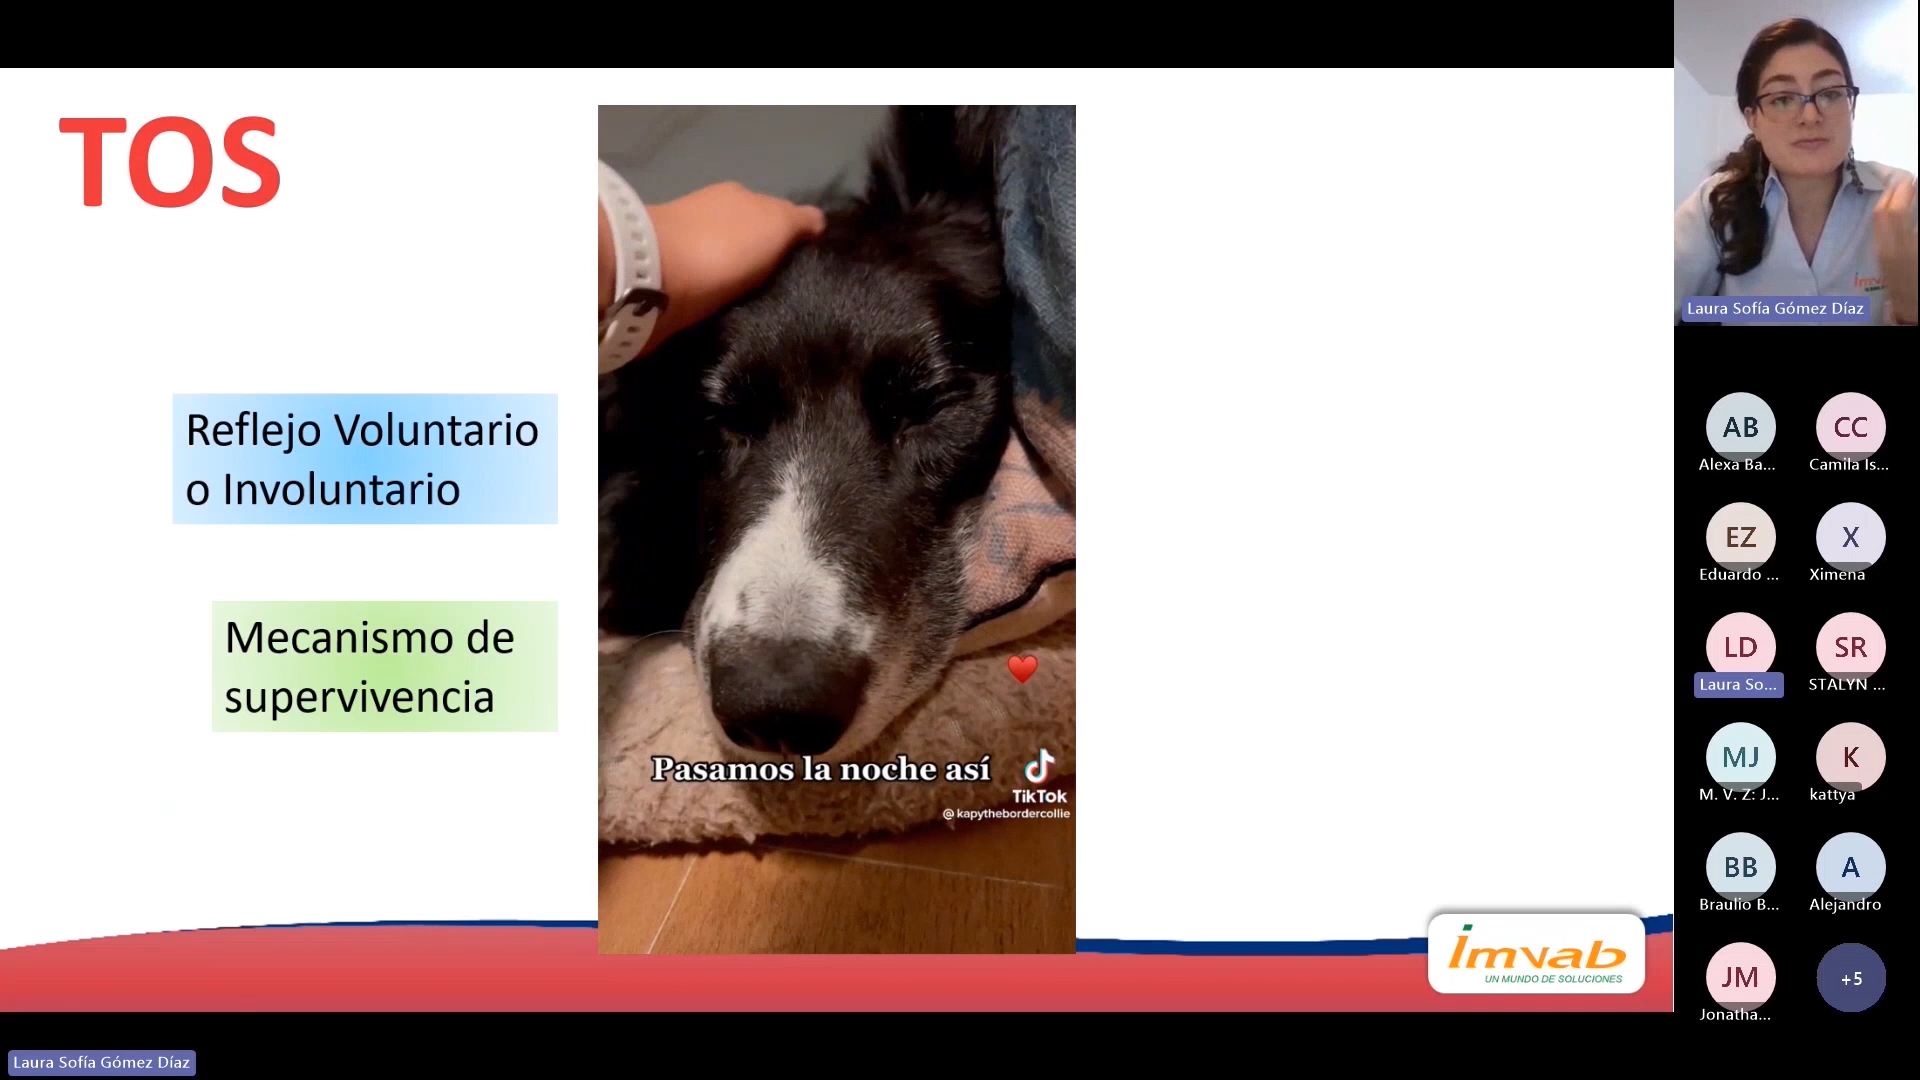 TOS
Reflejo Voluntario
o Involuntario
Mecanismo de
supervivencia
Pasamos la noche así
TikTok
@kapythebordercollie
imvab
UN MUNDO DE SOLUCIONES
Laura Sofía Gómez Díaz
AB
Alexa Ba...
CC
Camila Is...
EZ
Eduardo ...
X
Ximena
LD
Laura So...
SR
STALYN ...
MJ
M. V. Z: J...
K
kattya
BB
Braulio B...
A
Alejandro
JM
Jonatha...
+5
Laura Sofía Gómez Díaz